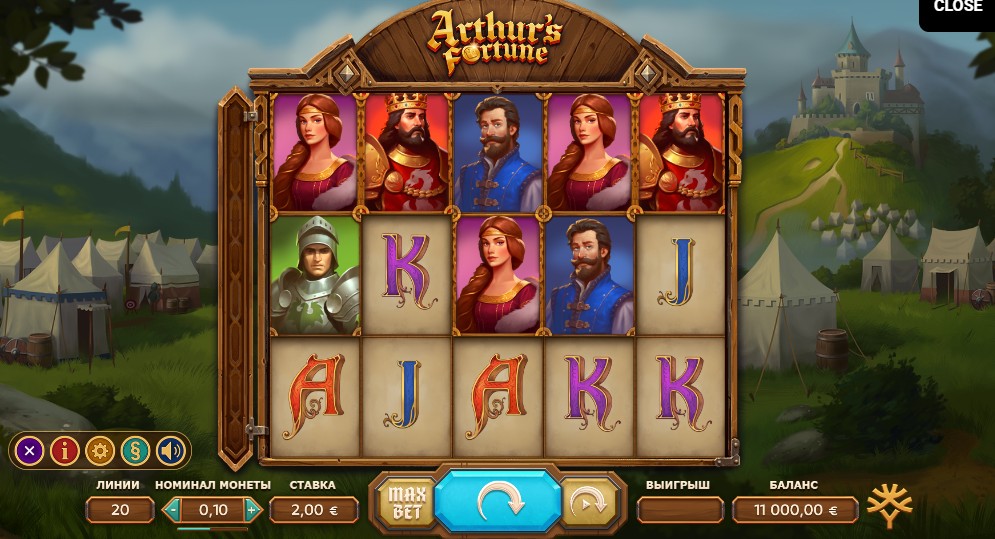 CLOSE
Arthur's
Fortune
K
J
A
J
A
K
K
ЛИНИИ
НОМИНАЛ МОНЕТЫ
СТАВКА
ВЫИГРЫШ
БАЛАНС
MAX
BET
20
-
0,10
+
2,00 €
11 000,00 €